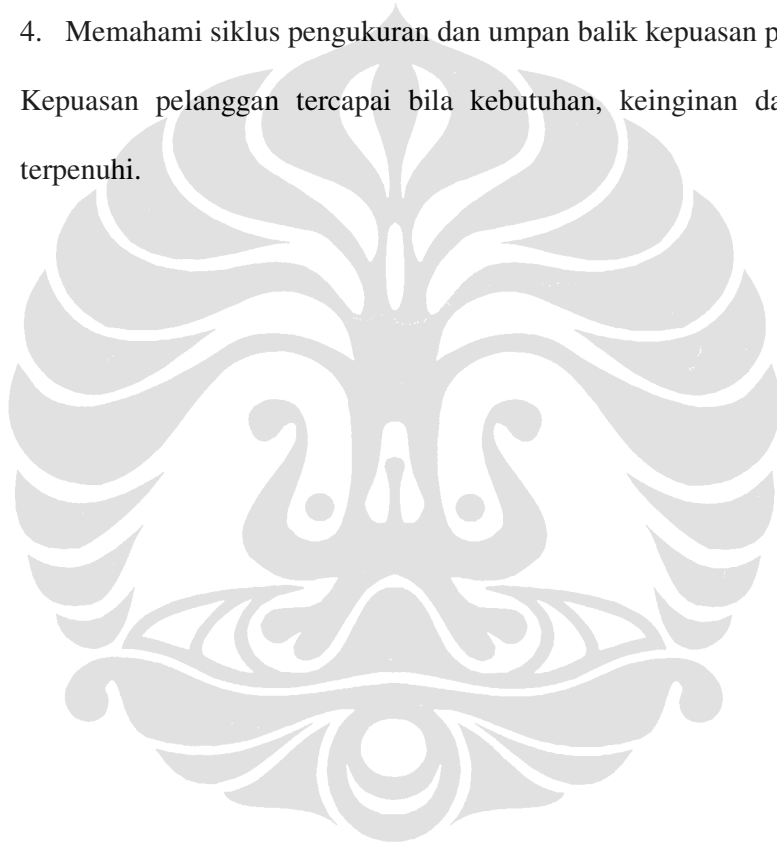 4. Memahami siklus pengukuran dan umpan balik kepuasan p
Kepuasan pelanggan tercapai bila kebutuhan, keinginan da
terpenuhi.